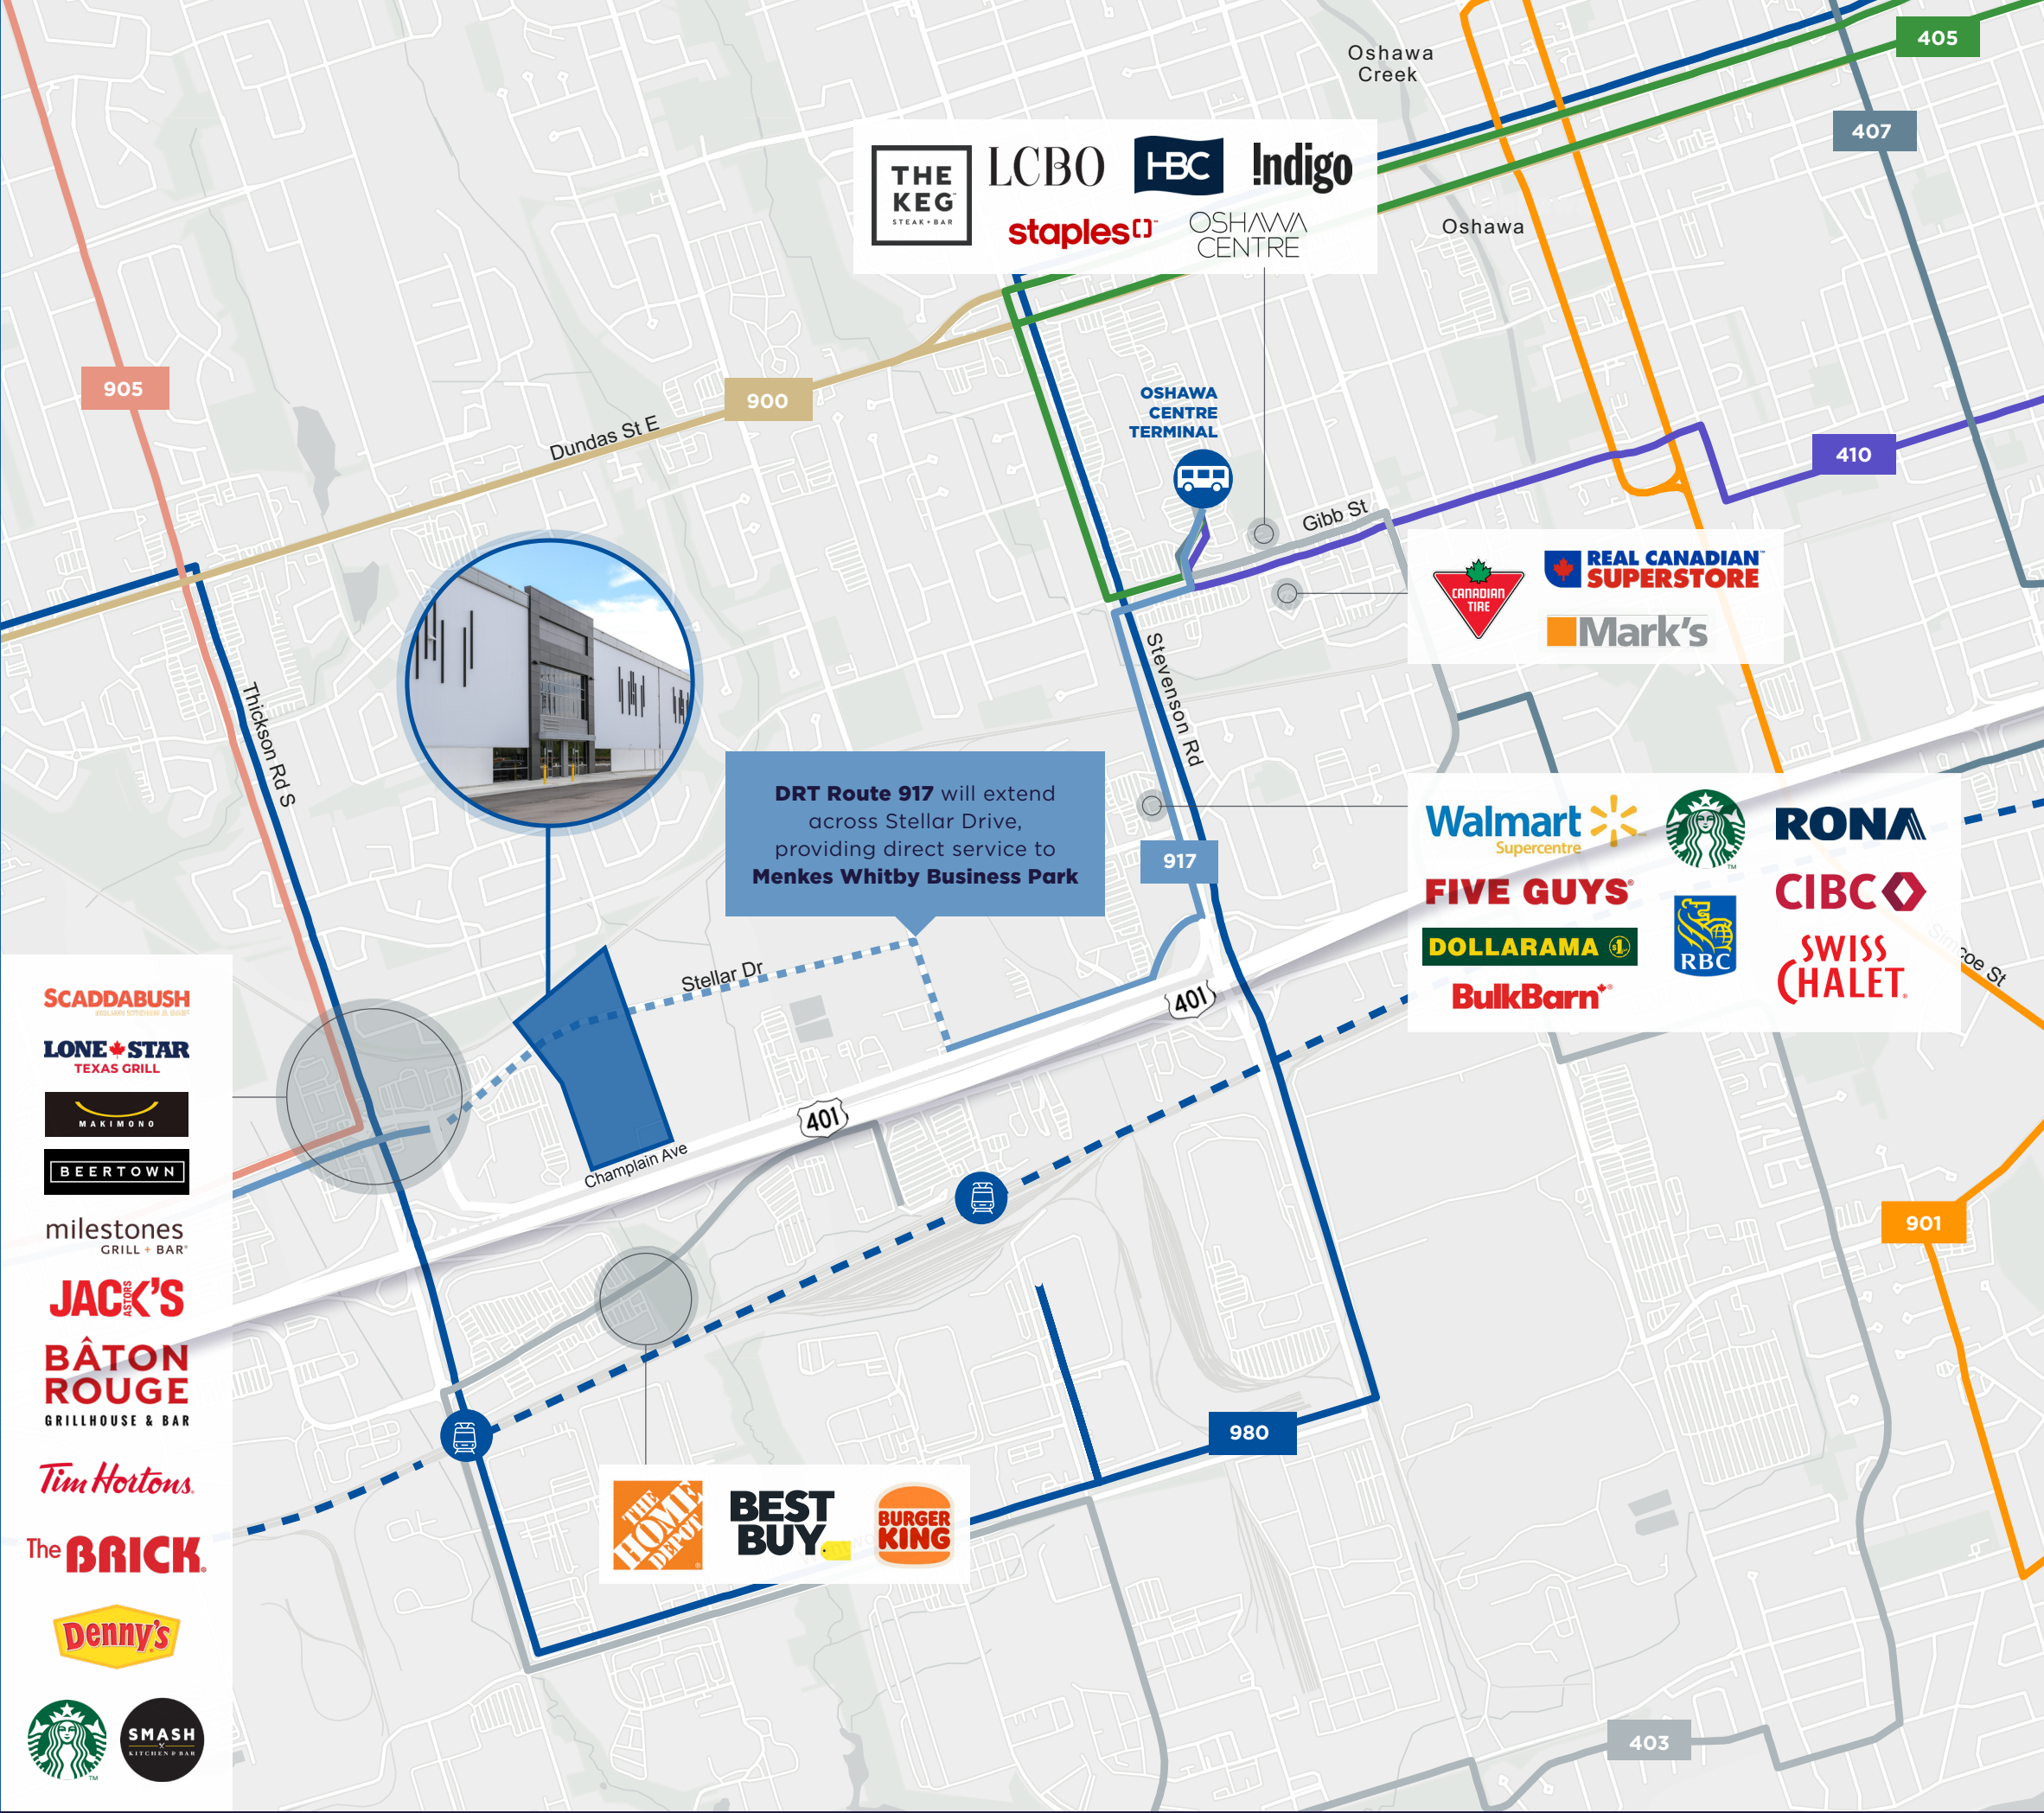 Oshawa
Creek
405
407
THE
KEG
STEAK + BAR
LCBO
HBC
Indigo
staples
OSHAWA
CENTRE
Oshawa
905
900
Dundas St E
OSHAWA
CENTRE
TERMINAL
410
Gibb St
CANADIAN
TIRE
REAL CANADIAN
SUPERSTORE
Mark's
Thickson Rd S
Stevenson Rd
DRT Route 917 will extend
across Stellar Drive,
providing direct service to
Menkes Whitby Business Park
917
Walmart
Supercentre
RONA
FIVE GUYS
CIBC
DOLLARAMA $1
RBC
SWISS
CHALET
BulkBarn
Simcoe St
Stellar Dr
401
401
Champlain Ave
SCADDABUSH
LONE STAR
TEXAS GRILL
MAKIMONO
BEERTOWN
milestones
GRILL + BAR
JACK'S
ASTORS
BÂTON
ROUGE
GRILLHOUSE & BAR
Tim Hortons.
The BRICK
Denny's
SMASH
KITCHEN & BAR
901
980
THE
HOME
DEPOT
BEST
BUY
BURGER
KING
403